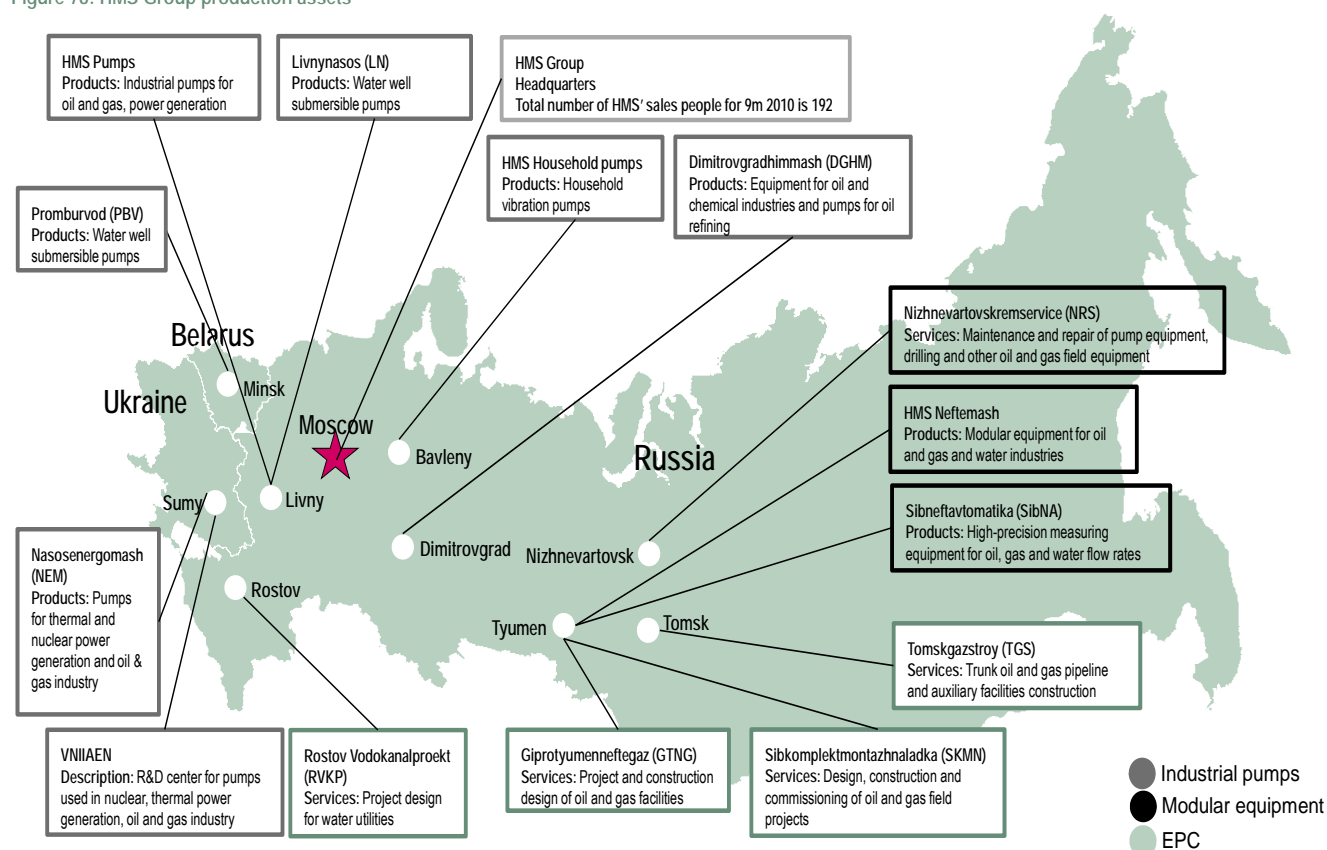 Figure 70: HMS Group production assets
HMS Pumps
Products: Industrial pumps for
oil and gas, power generation
Livnynasos (LN)
Products: Water well
submersible pumps
HMS Group
Headquarters
Total number of HMS' sales people for 9m 2010 is 192
HMS Household pumps
Products: Household
vibration pumps
Dimitrovgradhimmash (DGHM)
Products: Equipment for oil and
chemical industries and pumps for oil
refining
Promburvod (PBV)
Products: Water well
submersible pumps
Nizhnevartovskremservice (NRS)
Services: Maintenance and repair of pump equipment,
drilling and other oil and gas field equipment
Belarus
Minsk
Ukraine
Moscow
Bavleny
Russia
HMS Neftemash
Products: Modular equipment for oil
and gas and water industries
Sumy
Livny
Dimitrovgrad
Nizhnevartovsk
Sibneftavtomatika (SibNA)
Products: High-precision measuring
equipment for oil, gas and water flow rates
Nasosenergomash
(NEM)
Products: Pumps
for thermal and
nuclear power
generation and oil &
gas industry
Rostov
Tyumen
Tomsk
Tomskgazstroy (TGS)
Services: Trunk oil and gas pipeline
and auxiliary facilities construction
VNIIAEN
Description: R&D center for pumps
used in nuclear, thermal power
generation, oil and gas industry
Rostov Vodokanalproekt
(RVKP)
Services: Project design
for water utilities
Giprotyumenneftegaz (GTNG)
Services: Project and construction
design of oil and gas facilities
Sibkomplektmontazhnaladka (SKMN)
Services: Design, construction and
commissioning of oil and gas field
projects
Industrial pumps
Modular equipment
EPC